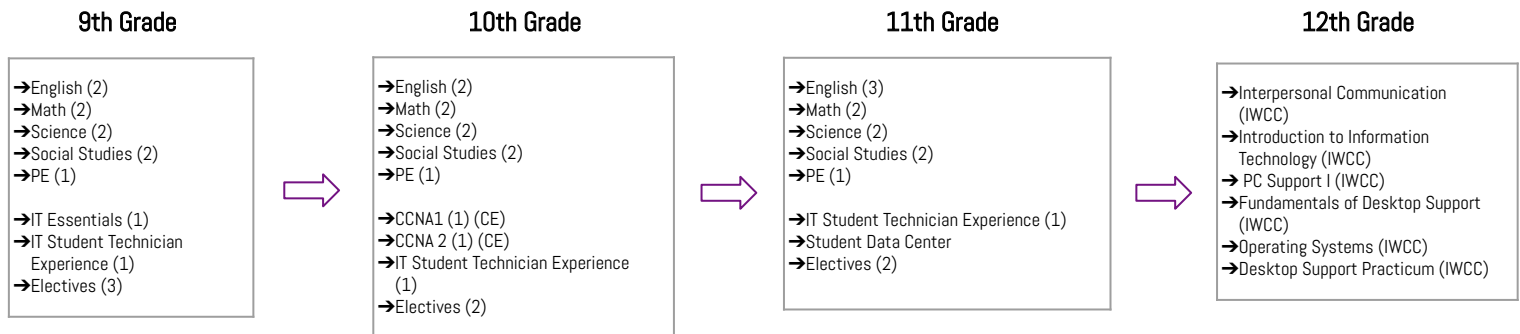 9th Grade
➔English (2)
➔Math (2)
➔Science (2)
➔Social Studies (2)
➔PE (1)
➔IT Essentials (1)
➔IT Student Technician
Experience (1)
➔Electives (3)
10th Grade
➔English (2)
➔Math (2)
➔Science (2)
➔Social Studies (2)
➔PE (1)
➔CCNA1 (1) (CE)
➔CCNA 2 (1) (CE)
➔IT Student Technician Experience
(1)
➔Electives (2)
11th Grade
➔English (3)
➔Math (2)
➔Science (2)
➔Social Studies (2)
➔PE (1)
➔IT Student Technician Experience (1)
➔Student Data Center
➔Electives (2)
12th Grade
➔Interpersonal Communication
(IWCC)
➔Introduction to Information
Technology (IWCC)
➔ PC Support I (IWCC)
➔Fundamentals of Desktop Support
(IWCC)
➔Operating Systems (IWCC)
➔Desktop Support Practicum (IWCC)